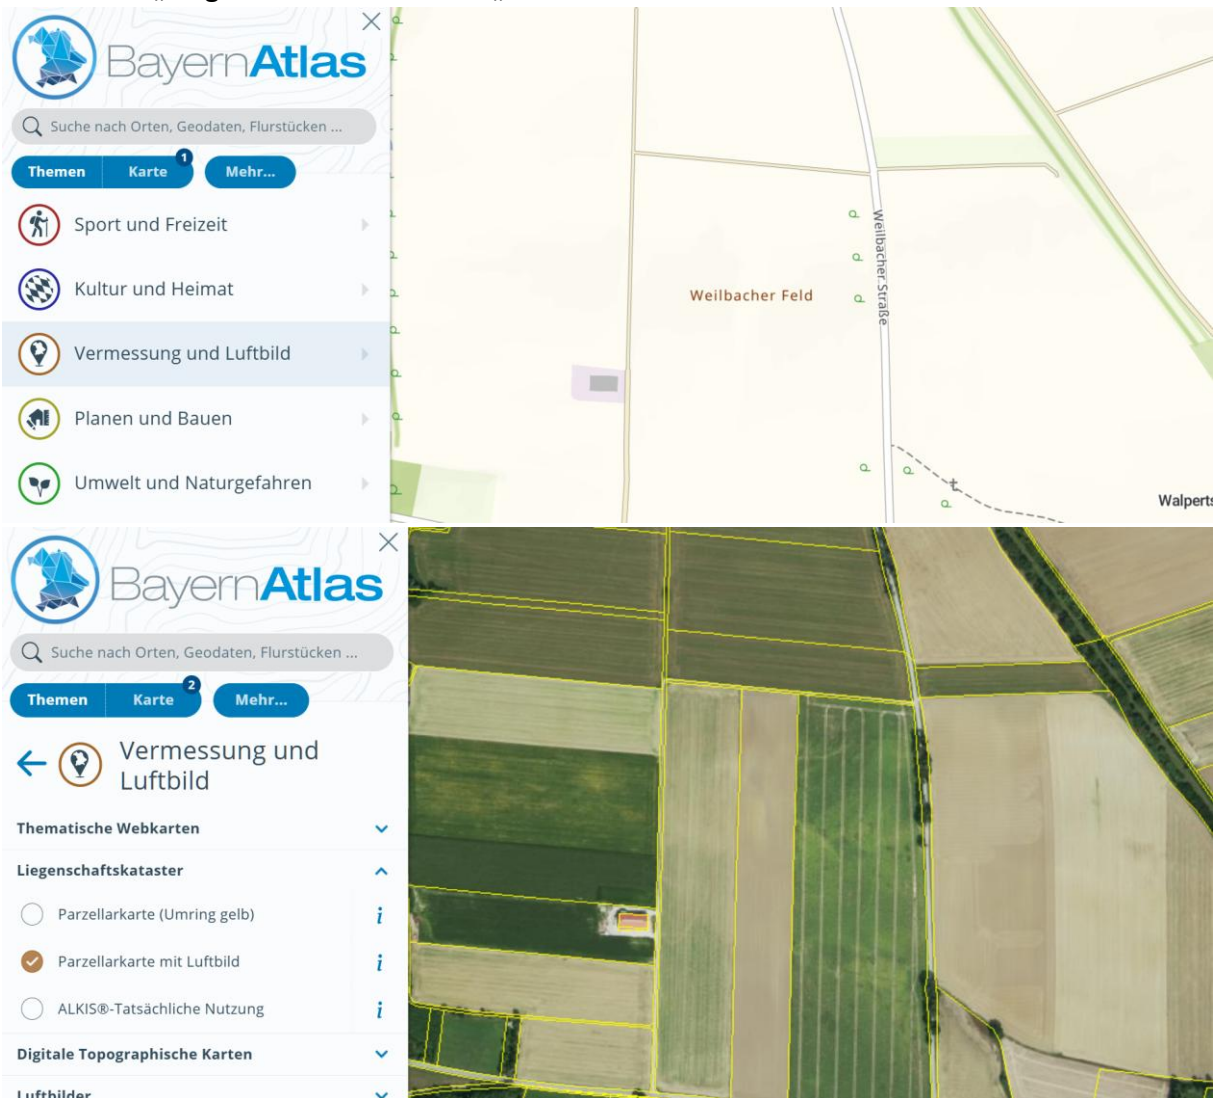 BayernAtlas
Suche nach Orten, Geodaten, Flurstücken ...
Themen
Karte
1
Mehr...
Sport und Freizeit
Kultur und Heimat
Vermessung und Luftbild
Planen und Bauen
Umwelt und Naturgefahren
Weilbacher Straße
Weilbacher Feld
Walperts
BayernAtlas
Suche nach Orten, Geodaten, Flurstücken ...
Themen
Karte
2
Mehr...
Vermessung und
Luftbild
Thematische Webkarten
Liegenschaftskataster
Parzellarkarte (Umring gelb)
i
Parzellarkarte mit Luftbild
i
ALKIS®-Tatsächliche Nutzung
i
Digitale Topographische Karten
Luftbilder